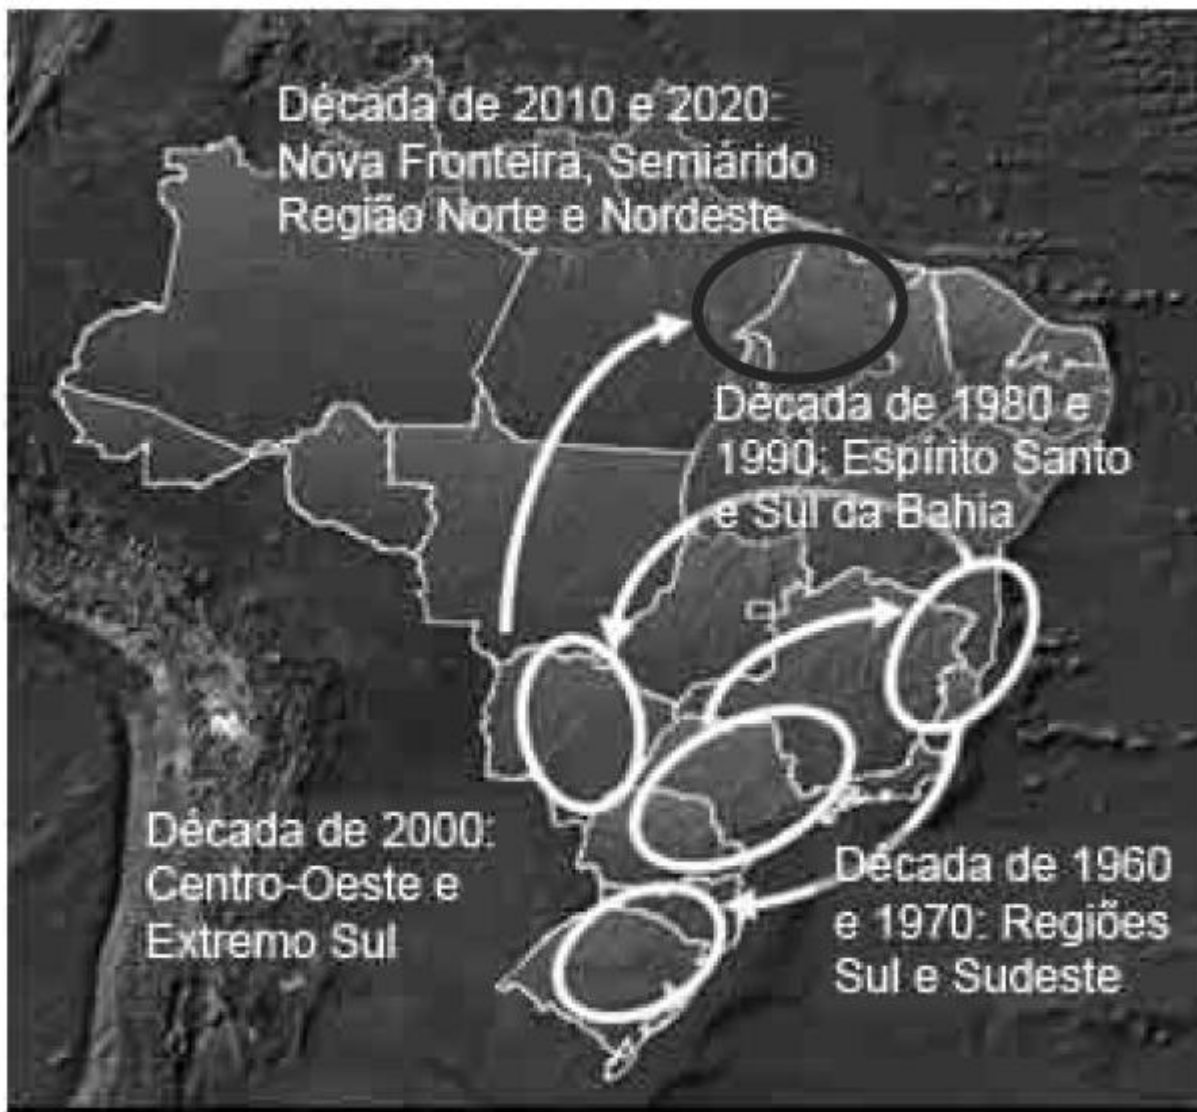 Década de 2010 e 2020:
Nova Fronteira, Semiárido
Região Norte e Nordeste
Década de 1980 e
1990: Espírito Santo
e Sul da Bahia
Década de 2000:
Centro-Oeste e
Extremo Sul
Década de 1960
e 1970: Regiões
Sul e Sudeste